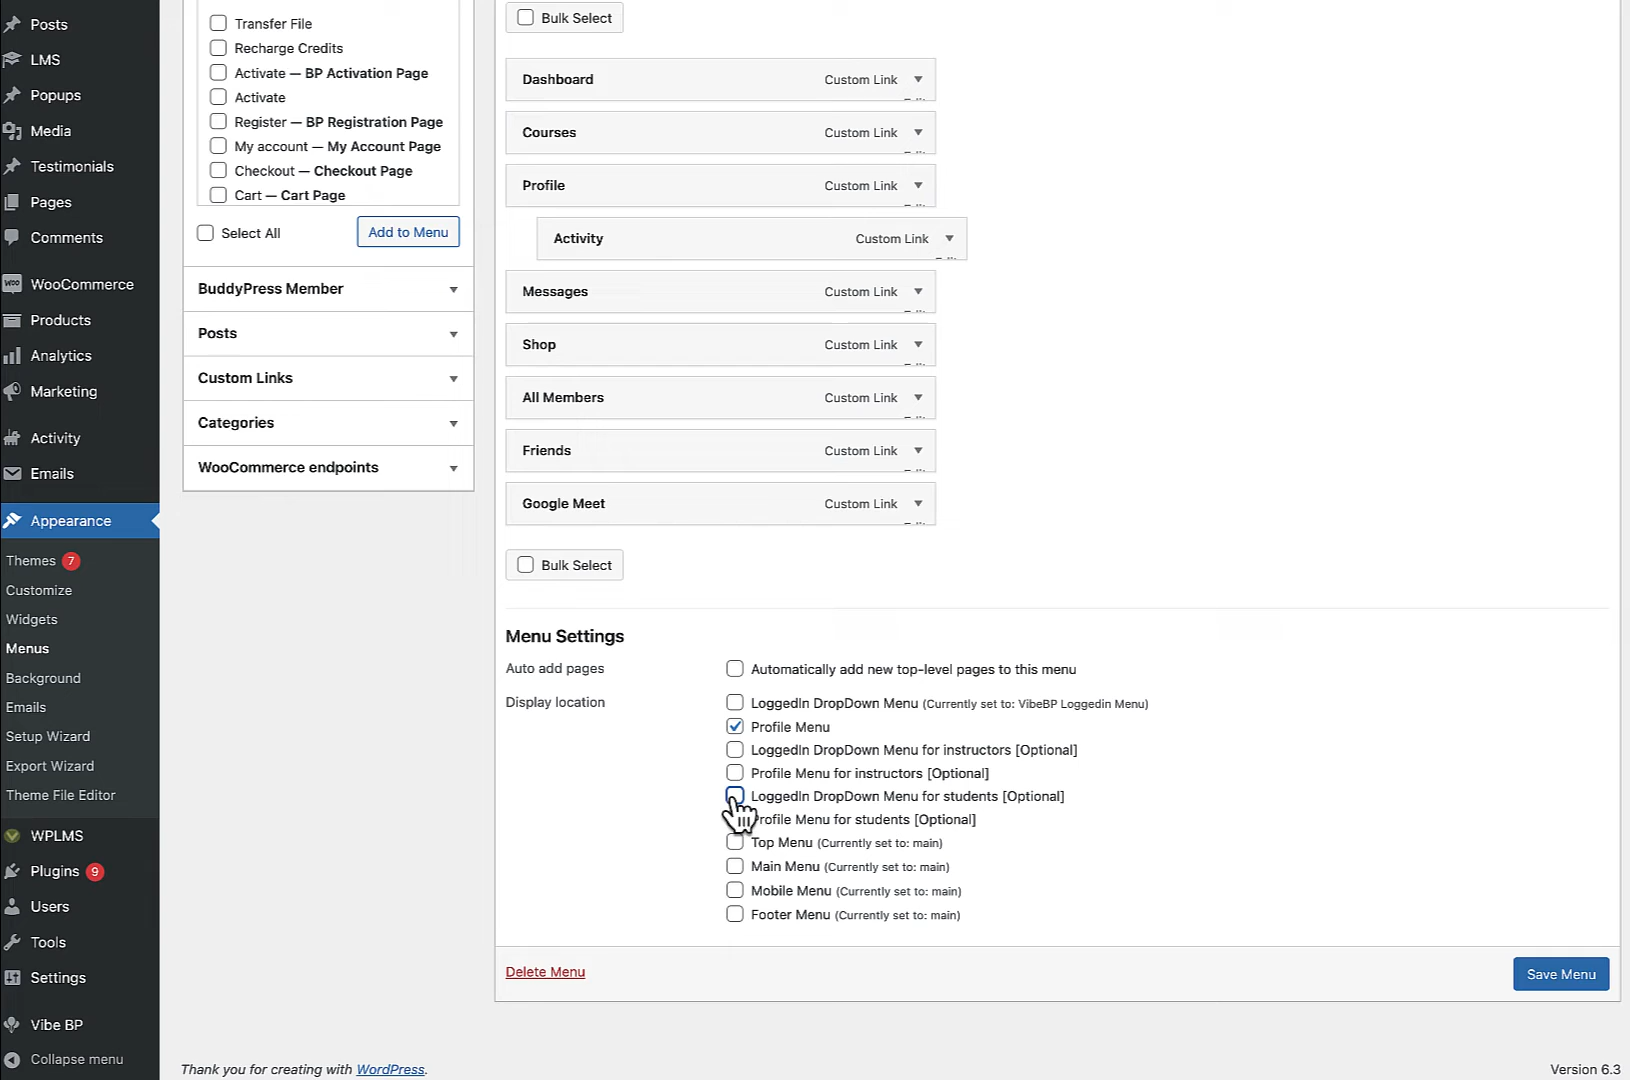 Posts
LMS
Popups
Media
Testimonials
Pages
Comments
WooCommerce
Products
Analytics
Marketing
Activity
Emails
Appearance
Themes 7
Customize
Widgets
Menus
Background
Emails
Setup Wizard
Export Wizard
Theme File Editor
WPLMS
Plugins 9
Users
Tools
Settings
Vibe BP
Collapse menu
Transfer File
Recharge Credits
Activate — BP Activation Page
Activate
Register — BP Registration Page
My account — My Account Page
Checkout — Checkout Page
Cart — Cart Page
Select All
Add to Menu
BuddyPress Member
Posts
Custom Links
Categories
WooCommerce endpoints
Bulk Select
Dashboard Custom Link
Courses Custom Link
Profile Custom Link
Activity Custom Link
Messages Custom Link
Shop Custom Link
All Members Custom Link
Friends Custom Link
Google Meet Custom Link
Bulk Select
Menu Settings
Auto add pages
Automatically add new top-level pages to this menu
Display location
LoggedIn DropDown Menu (Currently set to: VibeBP Loggedin Menu)
Profile Menu
LoggedIn DropDown Menu for instructors [Optional]
Profile Menu for instructors [Optional]
LoggedIn DropDown Menu for students [Optional]
Profile Menu for students [Optional]
Top Menu (Currently set to: main)
Main Menu (Currently set to: main)
Mobile Menu (Currently set to: main)
Footer Menu (Currently set to: main)
Delete Menu
Save Menu
Thank you for creating with WordPress.
Version 6.3